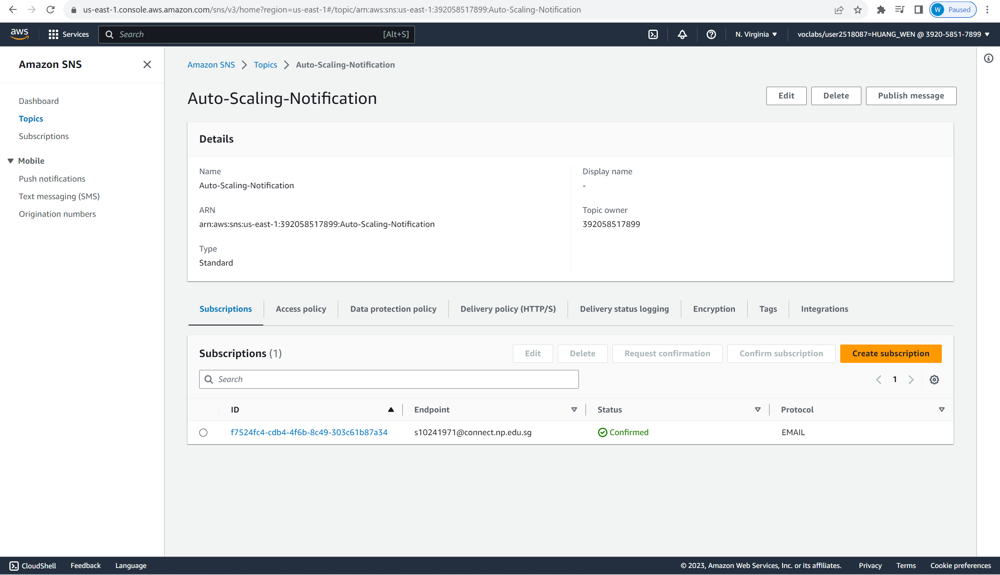 us-east-1.console.aws.amazon.com/sns/v3/home?region=us-east-1#/topic/arn:aws:sns:us-east-1:392058517899:Auto-Scaling-Notification
W Paused
aws Services Search [Alt+S] N. Virginia voclabs/user2518087=HUANG_WEN @ 3920-5851-7899
Amazon SNS
Dashboard
Topics
Subscriptions
Mobile
Push notifications
Text messaging (SMS)
Origination numbers
Amazon SNS Topics Auto-Scaling-Notification
Auto-Scaling-Notification
Edit Delete Publish message
Details
Name
Auto-Scaling-Notification
Display name
-
ARN
arn:aws:sns:us-east-1:392058517899:Auto-Scaling-Notification
Topic owner
392058517899
Type
Standard
Subscriptions Access policy Data protection policy Delivery policy (HTTP/S) Delivery status logging Encryption Tags Integrations
Subscriptions (1)
Edit Delete Request confirmation Confirm subscription Create subscription
Search
1
ID Endpoint Status Protocol
f7524fc4-cdb4-4f6b-8c49-303c61b87a34 s10241971@connect.np.edu.sg Confirmed EMAIL
CloudShell Feedback Language © 2023, Amazon Web Services, Inc. or its affiliates. Privacy Terms Cookie preferences